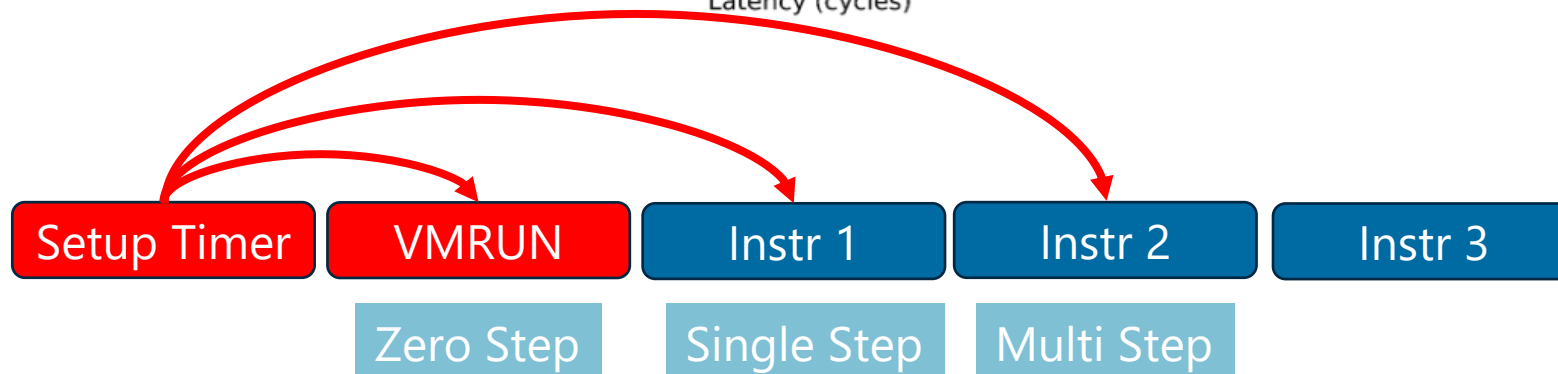 Latency (cycles)
Setup Timer VMRUN Instr 1 Instr 2 Instr 3
Zero Step Single Step Multi Step